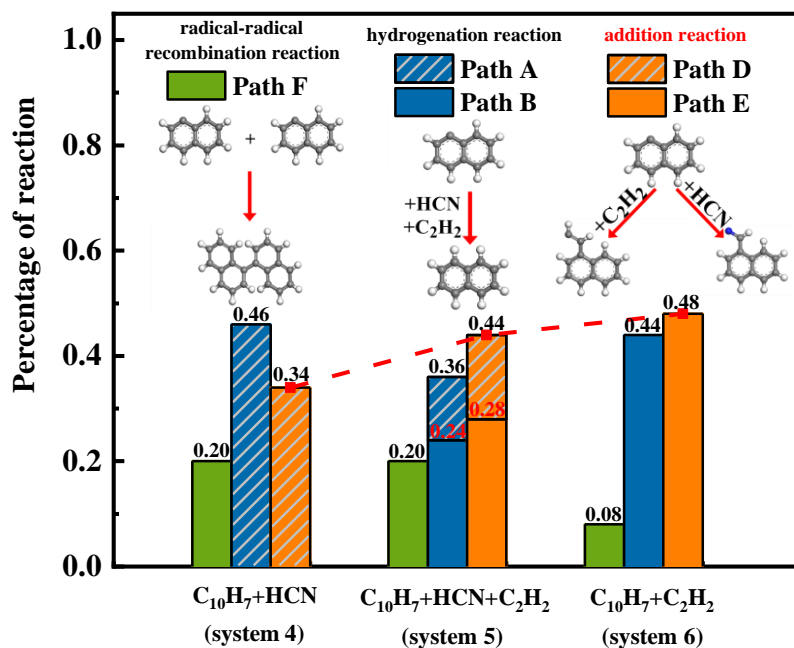 radical-radical
recombination reaction
Path F
hydrogenation reaction
Path A
Path B
addition reaction
Path D
Path E
+
+HCN
+C₂H₂
+C₂H₂
+HCN
Percentage of reaction
1.0
0.8
0.6
0.4
0.2
0.0
0.20
0.46
0.34
0.20
0.36
0.24
0.44
0.28
0.08
0.44
0.48
C₁₀H₇+HCN
(system 4)
C₁₀H₇+HCN+C₂H₂
(system 5)
C₁₀H₇+C₂H₂
(system 6)